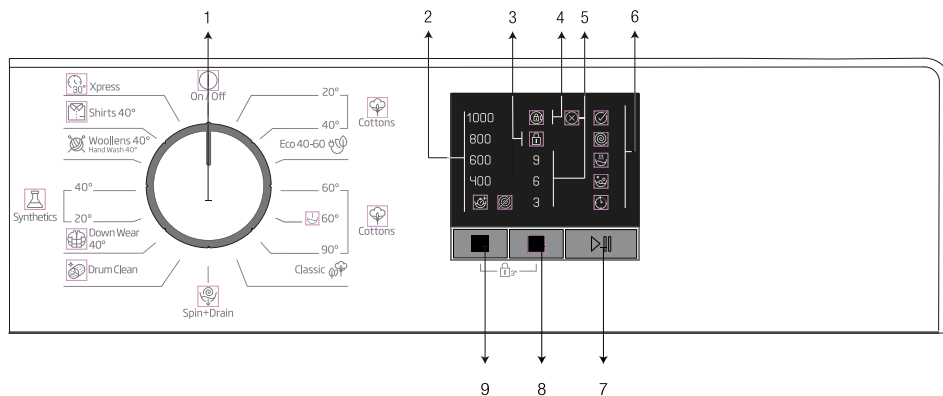 1 2 3 4 5 6
30° Xpress
On / Off
20°
Cottons
40°
Shirts 40°
Woollens 40°
Hand Wash 40°
Eco 40-60
40°
Synthetics
20°
60°
60°
Cottons
90°
Down Wear
40°
Drum Clean
Classic
Spin+Drain
1000
800
600 9
400 6
3
3"
9 8 7